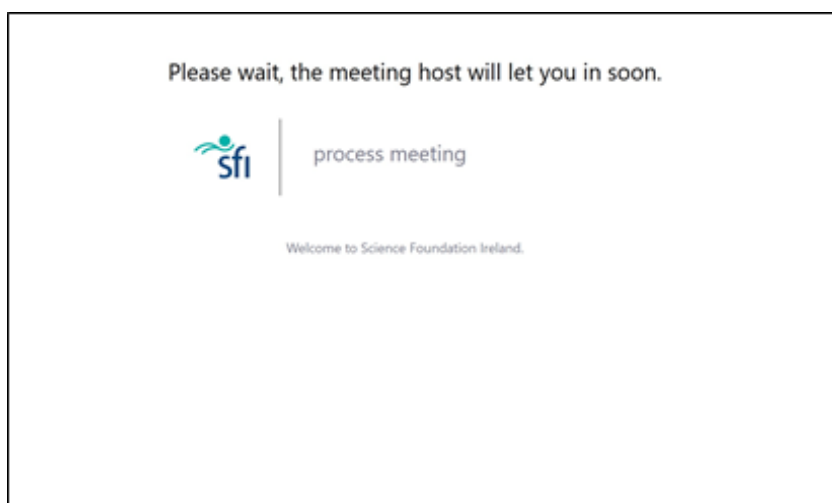 Please wait, the meeting host will let you in soon.
sfi
process meeting
Welcome to Science Foundation Ireland.